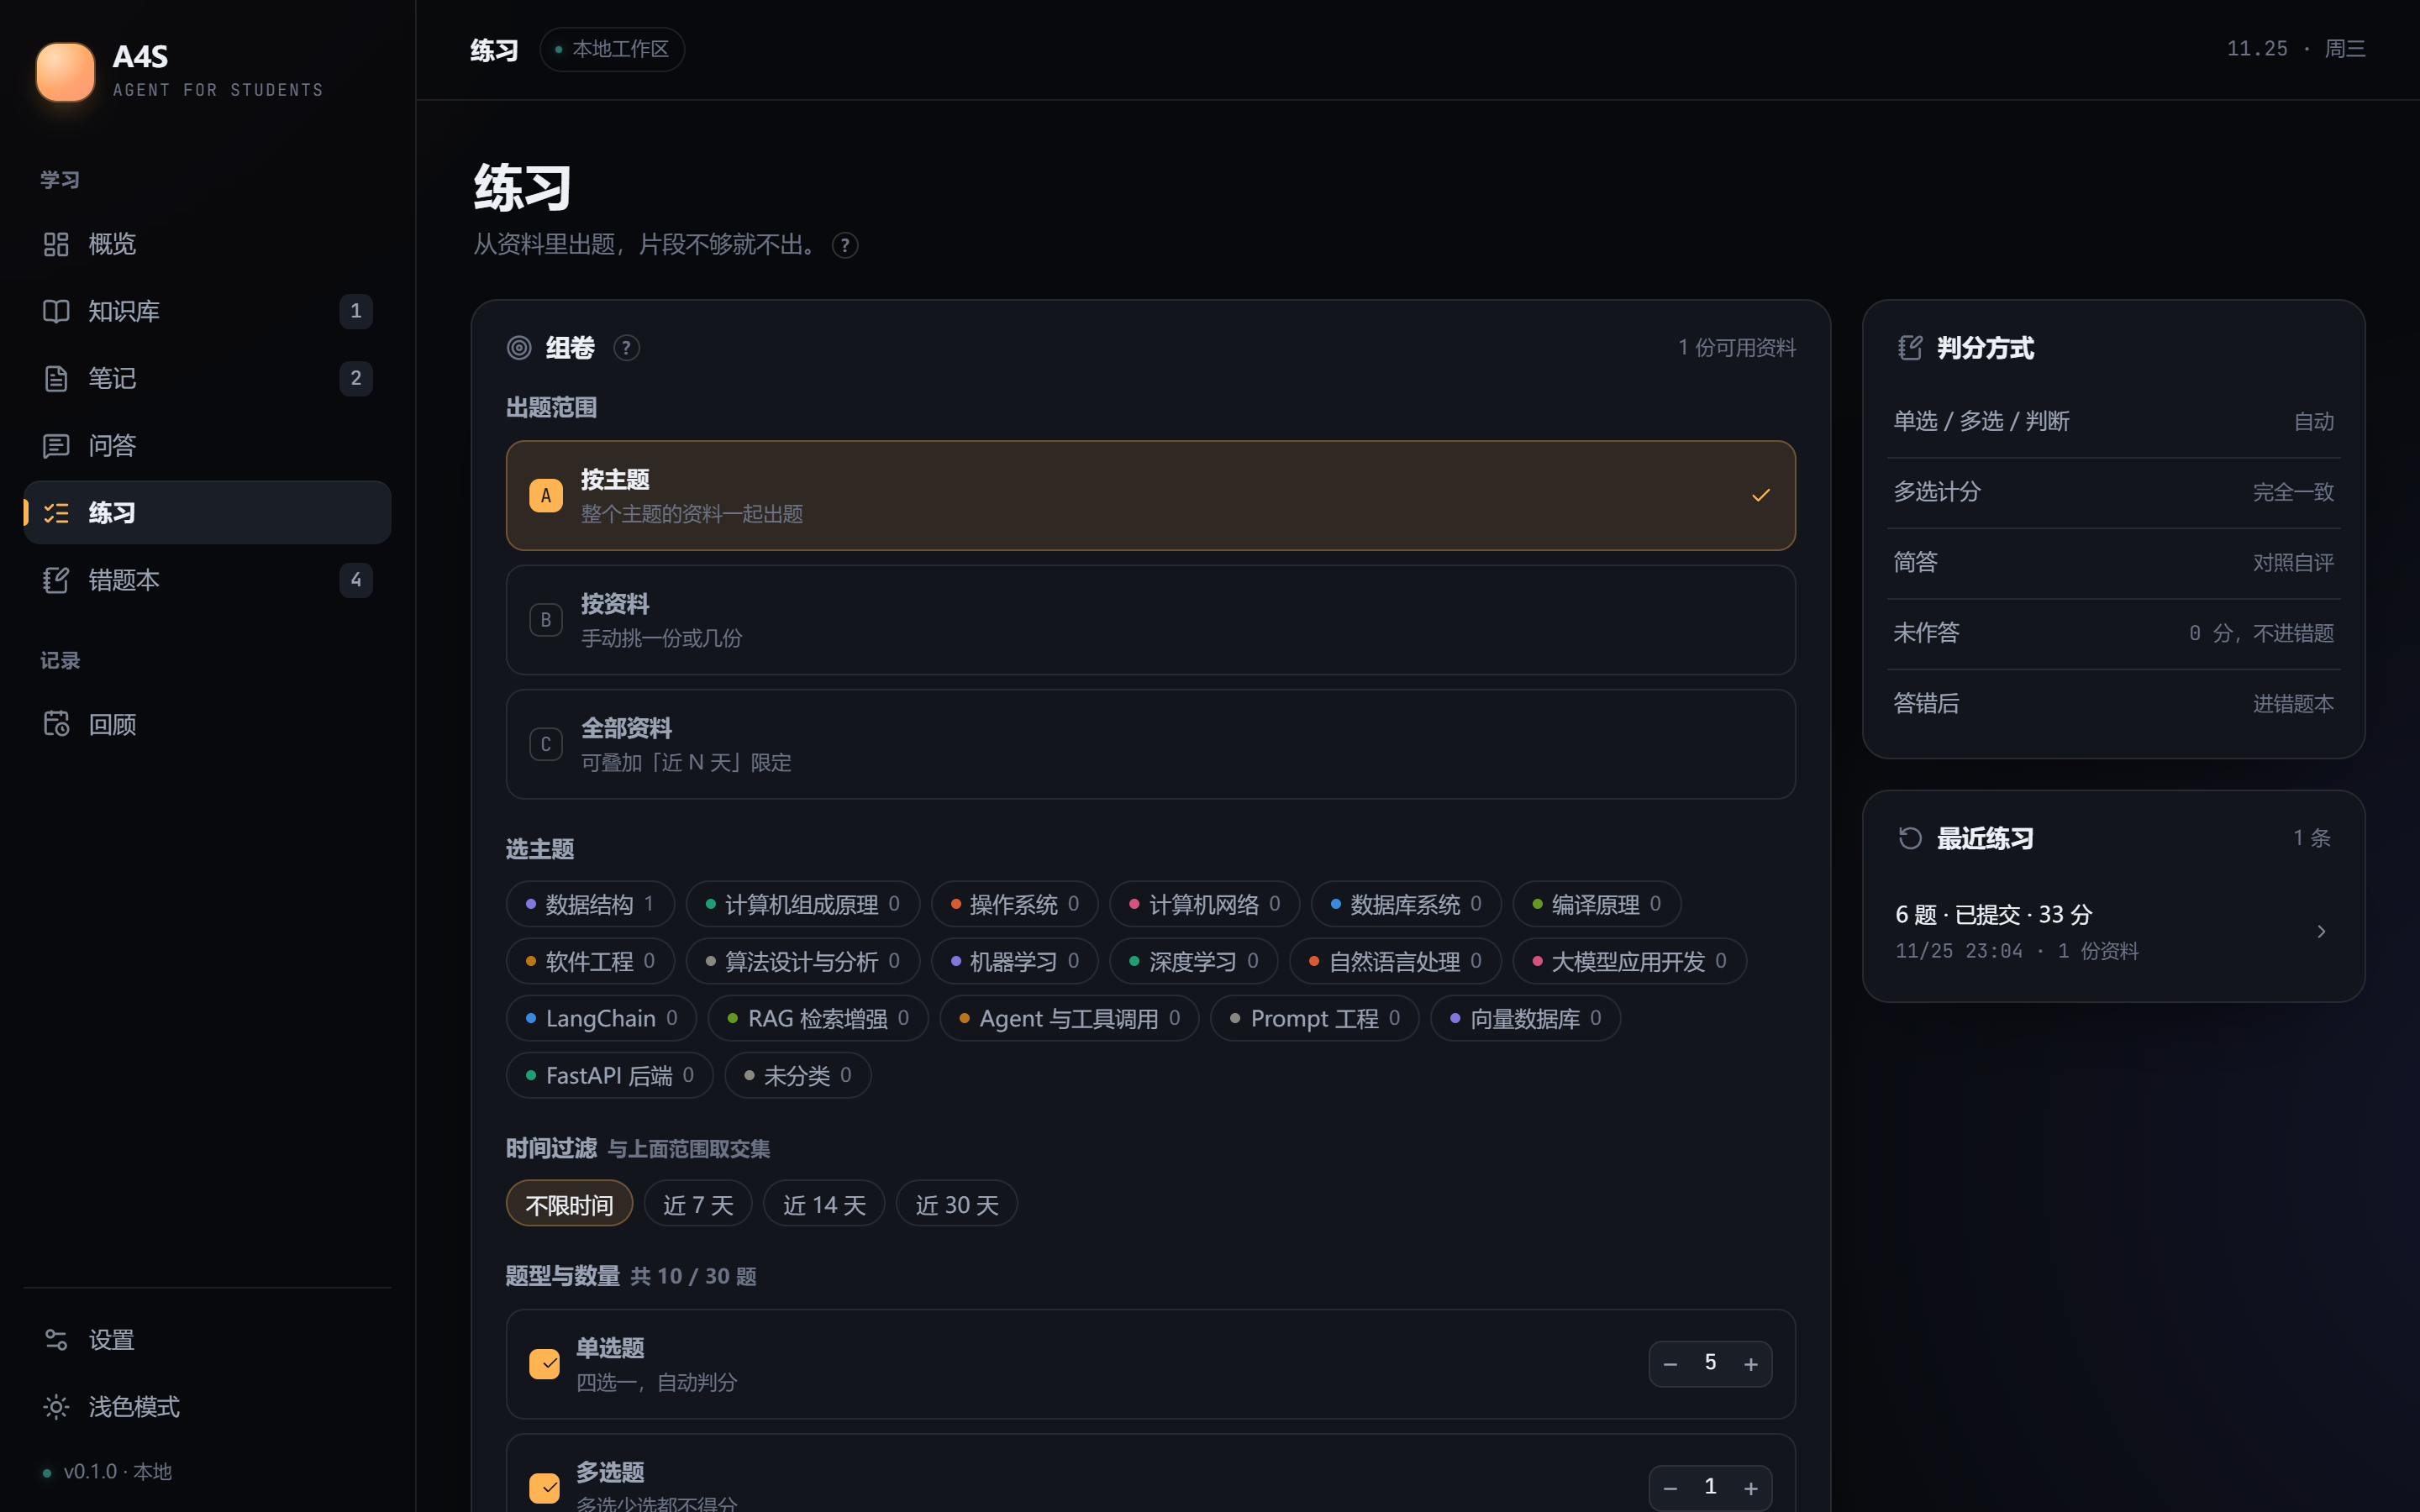 A4S
AGENT FOR STUDENTS
学习
概览
知识库 1
笔记 2
问答
练习
错题本 4
记录
回顾
设置
浅色模式
v0.1.0 · 本地
练习 本地工作区
11.25 · 周三
练习
从资料里出题，片段不够就不出。 ?
组卷 ? 1 份可用资料
出题范围
A 按主题
整个主题的资料一起出题
B 按资料
手动挑一份或几份
C 全部资料
可叠加「近 N 天」限定
选主题
数据结构 1 计算机组成原理 0 操作系统 0 计算机网络 0 数据库系统 0 编译原理 0
软件工程 0 算法设计与分析 0 机器学习 0 深度学习 0 自然语言处理 0 大模型应用开发 0
LangChain 0 RAG 检索增强 0 Agent 与工具调用 0 Prompt 工程 0 向量数据库 0
FastAPI 后端 0 未分类 0
时间过滤 与上面范围取交集
不限时间 近 7 天 近 14 天 近 30 天
题型与数量 共 10 / 30 题
单选题
四选一，自动判分
− 5 +
多选题
多选少选都不得分
− 1 +
判分方式
单选 / 多选 / 判断 自动
多选计分 完全一致
简答 对照自评
未作答 0 分，不进错题
答错后 进错题本
最近练习 1 条
6 题 · 已提交 · 33 分
11/25 23:04 · 1 份资料